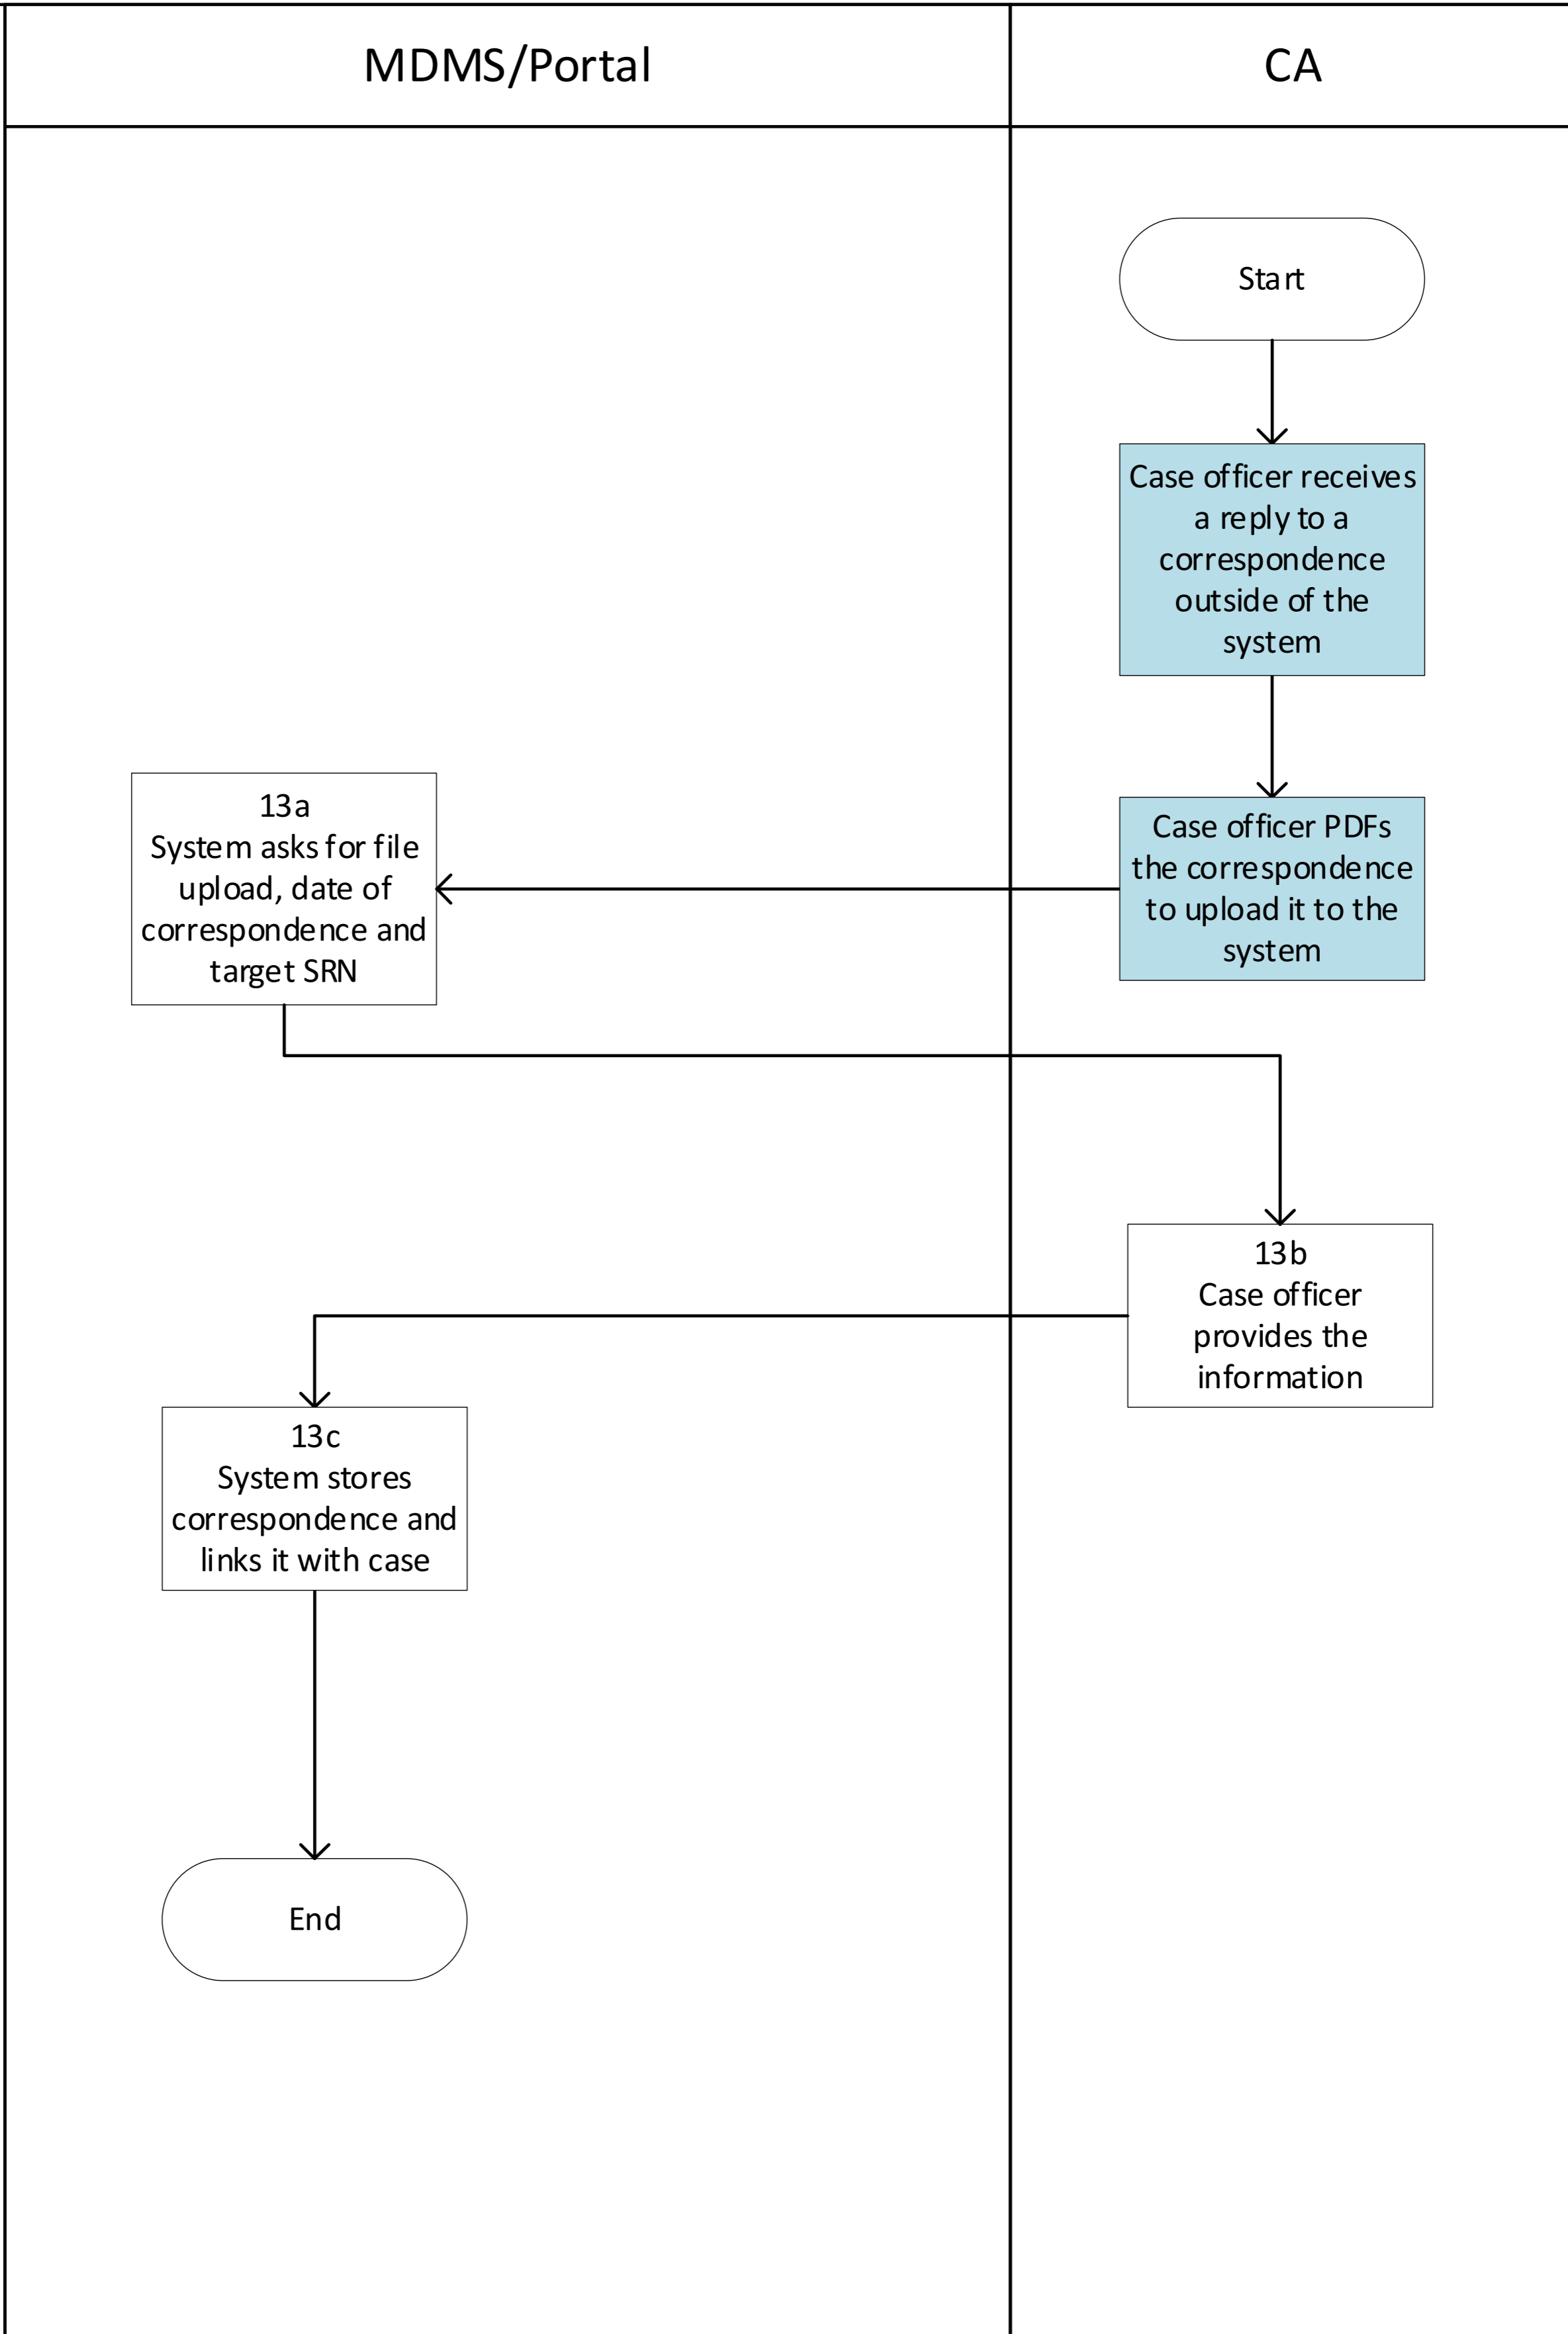 MDMS/Portal
CA
Start
Case officer receives
a reply to a
correspondence
outside of the
system
Case officer PDFs
the correspondence
to upload it to the
system
13a
System asks for file
upload, date of
correspondence and
target SRN
13b
Case officer
provides the
information
13c
System stores
correspondence and
links it with case
End